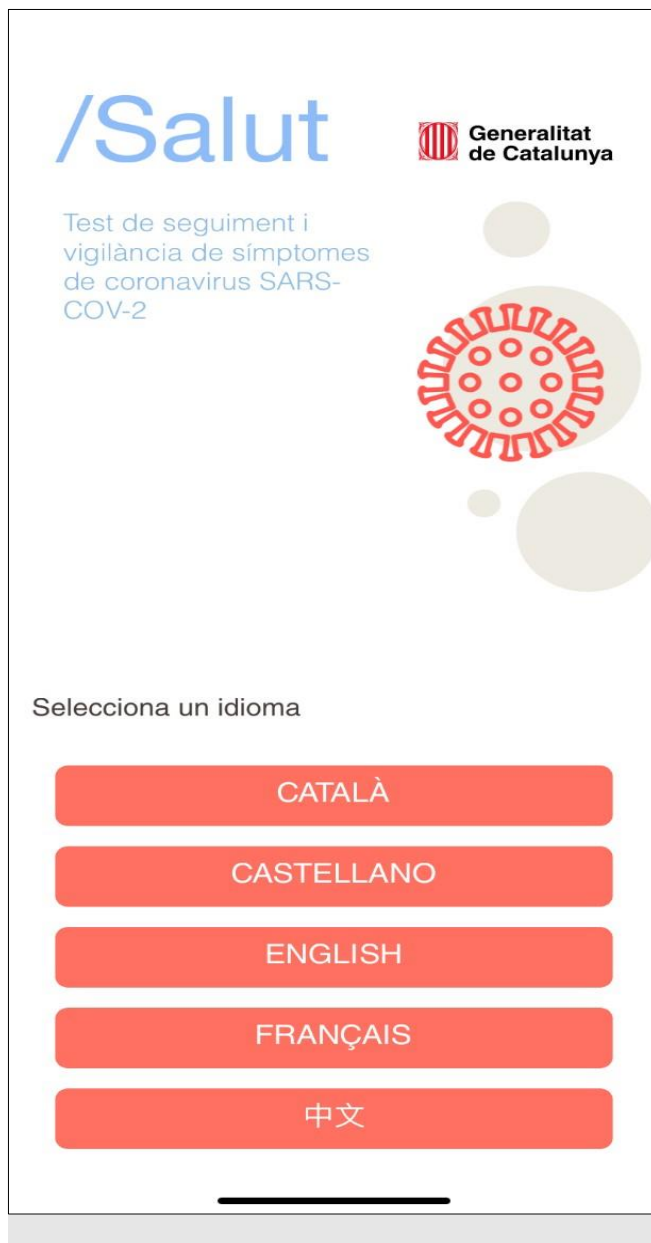 /Salut
Generalitat
de Catalunya
Test de seguiment i
vigilància de símptomes
de coronavirus SARS-
COV-2
Selecciona un idioma
CATALÀ
CASTELLANO
ENGLISH
FRANÇAIS
中文